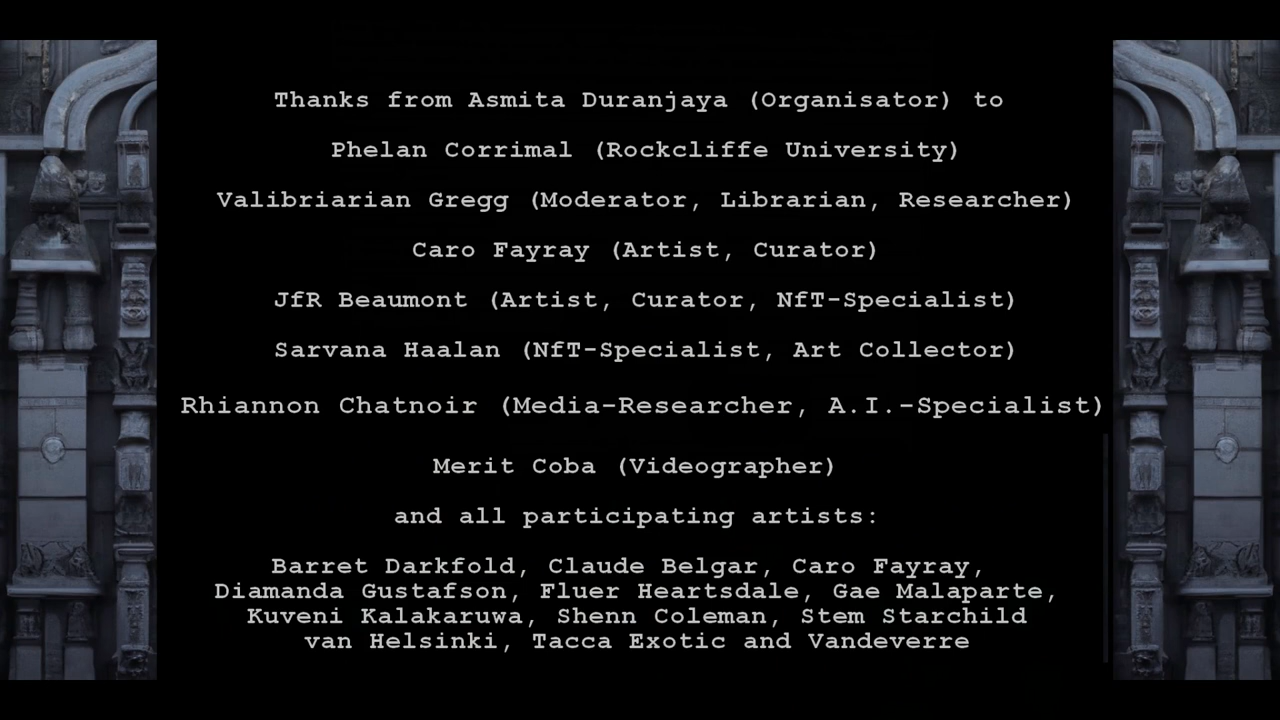 Thanks from Asmita Duranjaya (Organisator) to
Phelan Corrimal (Rockcliffe University)
Valibriarian Gregg (Moderator, Librarian, Researcher)
Caro Fayray (Artist, Curator)
JfR Beaumont (Artist, Curator, NfT-Specialist)
Sarvana Haalan (NfT-Specialist, Art Collector)
Rhiannon Chatnoir (Media-Researcher, A.I.-Specialist)
Merit Coba (Videographer)
and all participating artists:
Barret Darkfold, Claude Belgar, Caro Fayray,
Diamanda Gustafson, Fluer Heartsdale, Gae Malaparte,
Kuveni Kalakaruwa, Shenn Coleman, Stem Starchild
van Helsinki, Tacca Exotic and Vandeverre